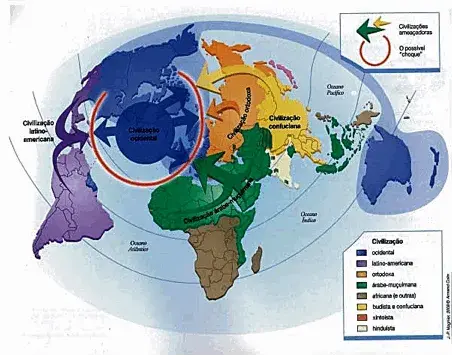 Civilizações
ameaçadoras
O possível
"choque"
Oceano
Pacífico
Civilização
latino-
americana
Civilização
ocidental
Civilização ortodoxa
Civilização
confuciana
Civilização árabe-muçulmana
Oceano
Atlântico
Oceano
Índico
Civilização
ocidental
latino-americana
ortodoxa
árabe-muçulmana
africana (e outras)
budista e confuciana
xintoísta
hinduísta